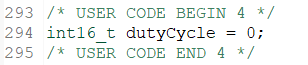 293 /* USER CODE BEGIN 4 */
294 int16_t dutyCycle = 0;
295 /* USER CODE END 4 */